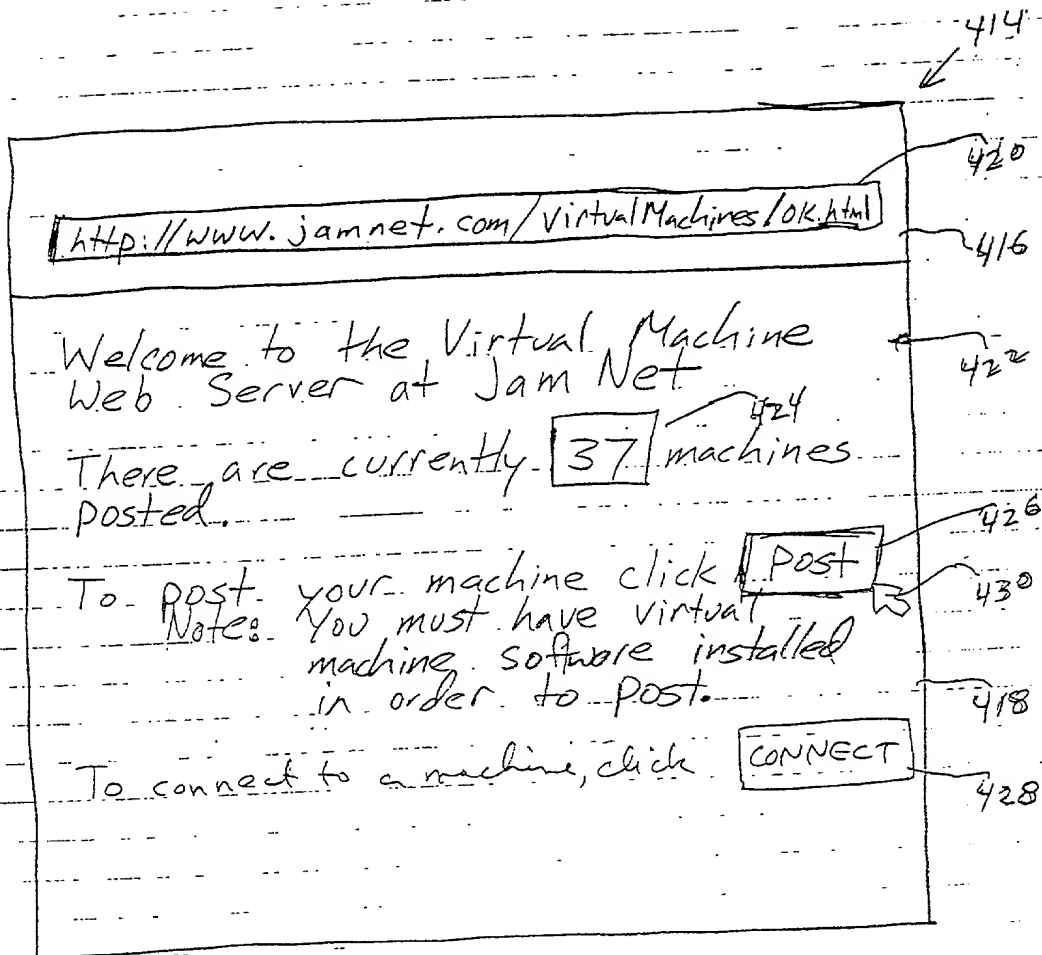 414
420
http://www.jamnet.com/VirtualMachines/ok.html
416
Welcome to the Virtual Machine
422
Web Server at Jam Net
424
There are currently 37 machines
posted.
426
To post your machine click Post
430
Note: You must have virtual
machine software installed
in order to post.
418
To connect to a machine, click CONNECT
428